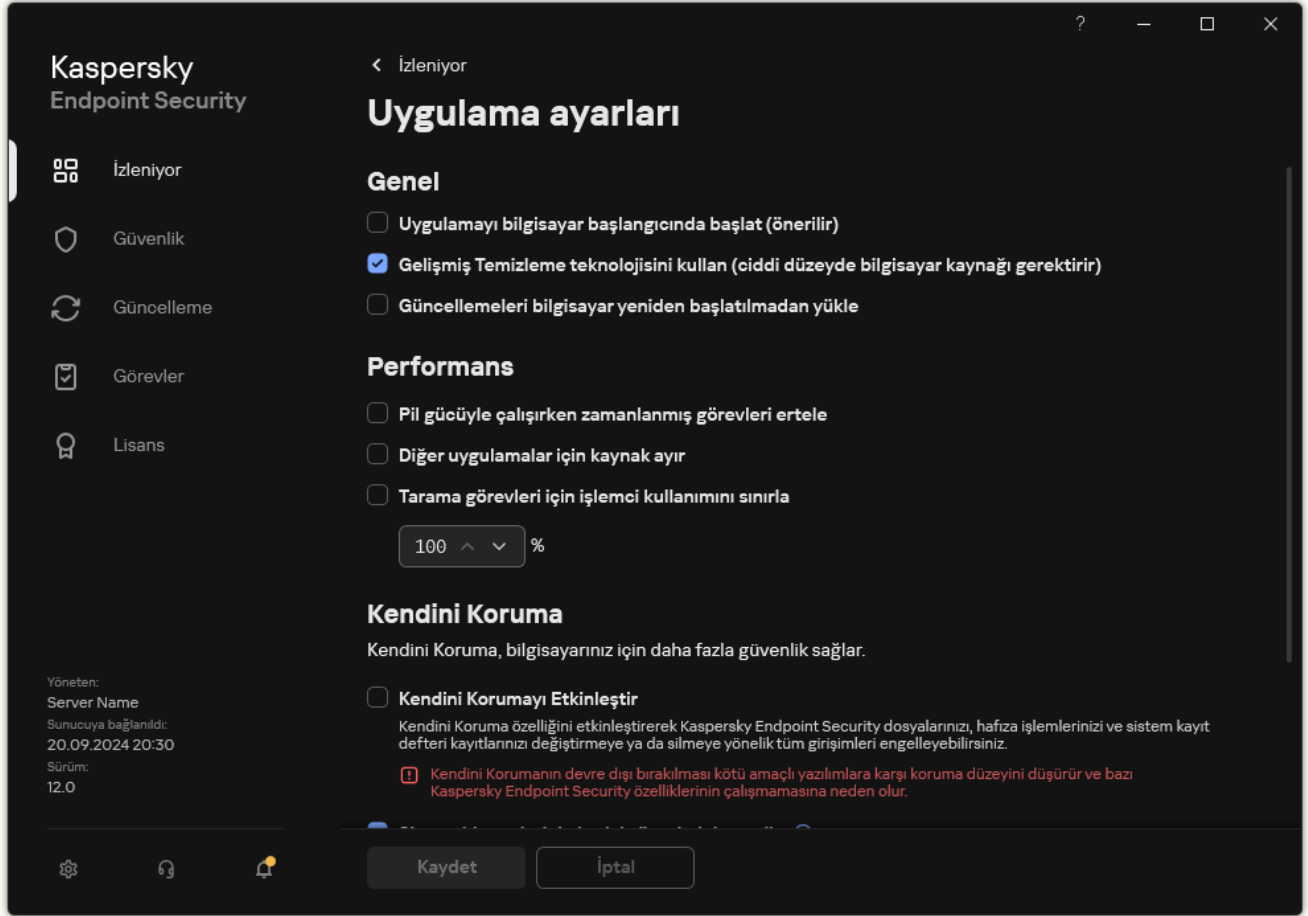 ?
Kaspersky
Endpoint Security
İzleniyor
Güvenlik
Güncelleme
Görevler
Lisans
Yöneten:
Server Name
Sunucuya bağlanıldı:
20.09.2024 20:30
Sürüm:
12.0
İzleniyor
Uygulama ayarları
Genel
Uygulamayı bilgisayar başlangıcında başlat (önerilir)
Gelişmiş Temizleme teknolojisini kullan (ciddi düzeyde bilgisayar kaynağı gerektirir)
Güncellemeleri bilgisayar yeniden başlatılmadan yükle
Performans
Pil gücüyle çalışırken zamanlanmış görevleri ertele
Diğer uygulamalar için kaynak ayır
Tarama görevleri için işlemci kullanımını sınırla
100 %
Kendini Koruma
Kendini Koruma, bilgisayarınız için daha fazla güvenlik sağlar.
Kendini Korumayı Etkinleştir
Kendini Koruma özelliğini etkinleştirerek Kaspersky Endpoint Security dosyalarınızı, hafıza işlemlerinizi ve sistem kayıt
defteri kayıtlarınızı değiştirmeye ya da silmeye yönelik tüm girişimleri engelleyebilirsiniz.
Kendini Korumanın devre dışı bırakılması kötü amaçlı yazılımlara karşı koruma düzeyini düşürür ve bazı
Kaspersky Endpoint Security özelliklerinin çalışmamasına neden olur.
Kaydet
İptal